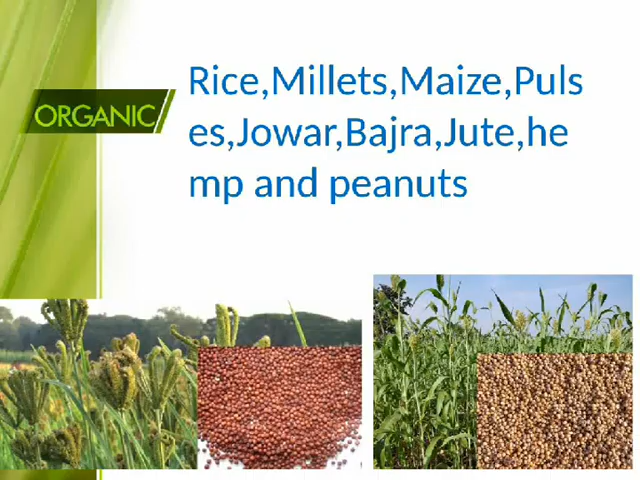 ORGANIC
Rice,Millets,Maize,Puls
es,Jowar,Bajra,Jute,he
mp and peanuts